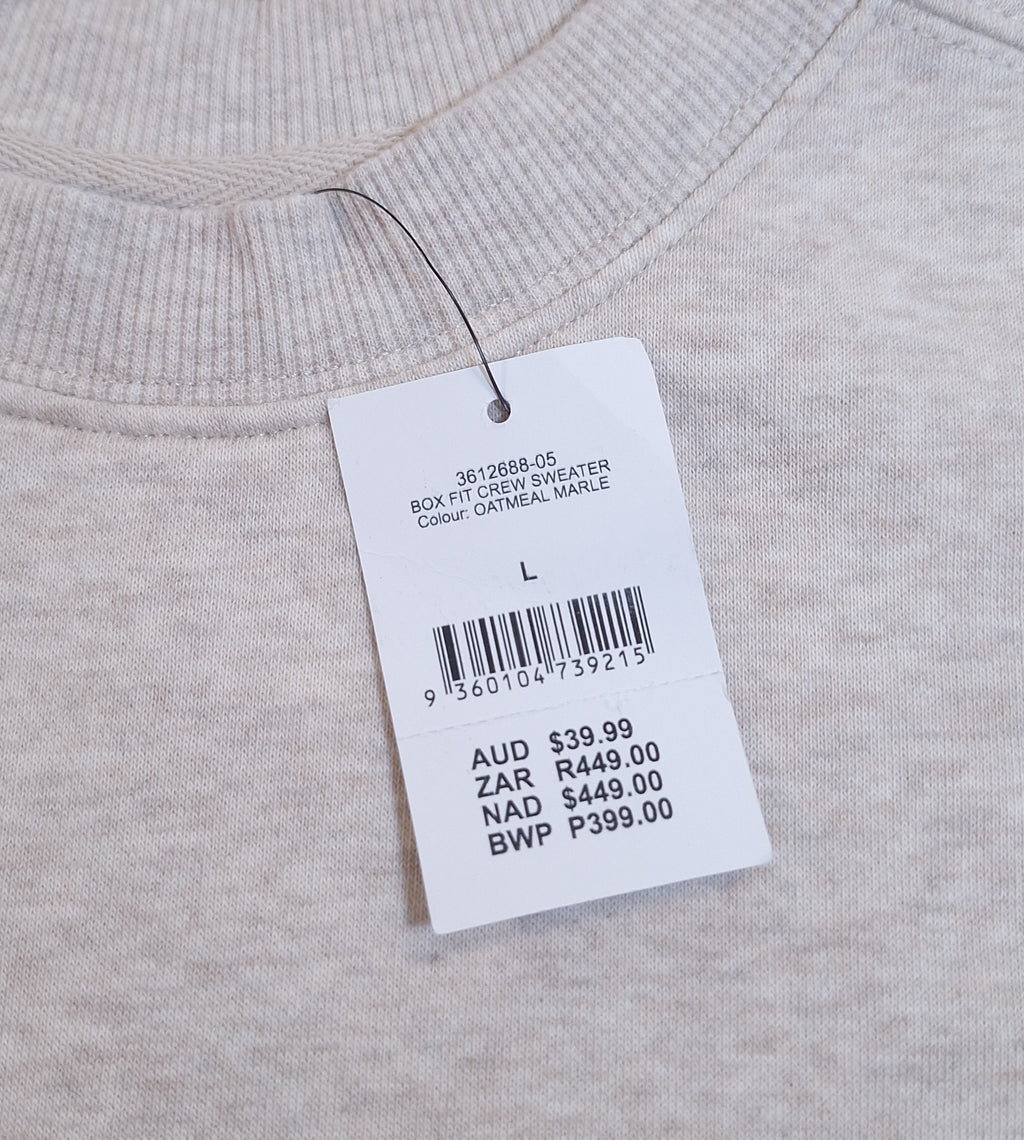 3612688-05
BOX FIT CREW SWEATER
Colour: OATMEAL MARLE
L
9 360104 739215
AUD $39.99
ZAR R449.00
NAD $449.00
BWP P399.00